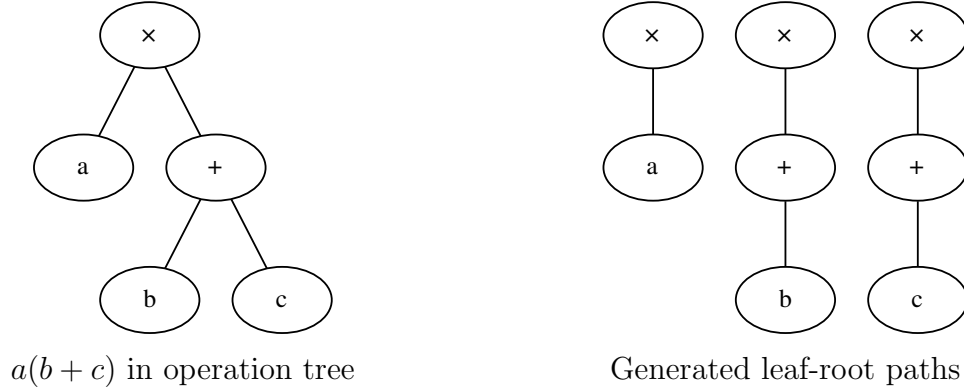 × × × ×
a + a + +
b c b c
a(b + c) in operation tree Generated leaf-root paths